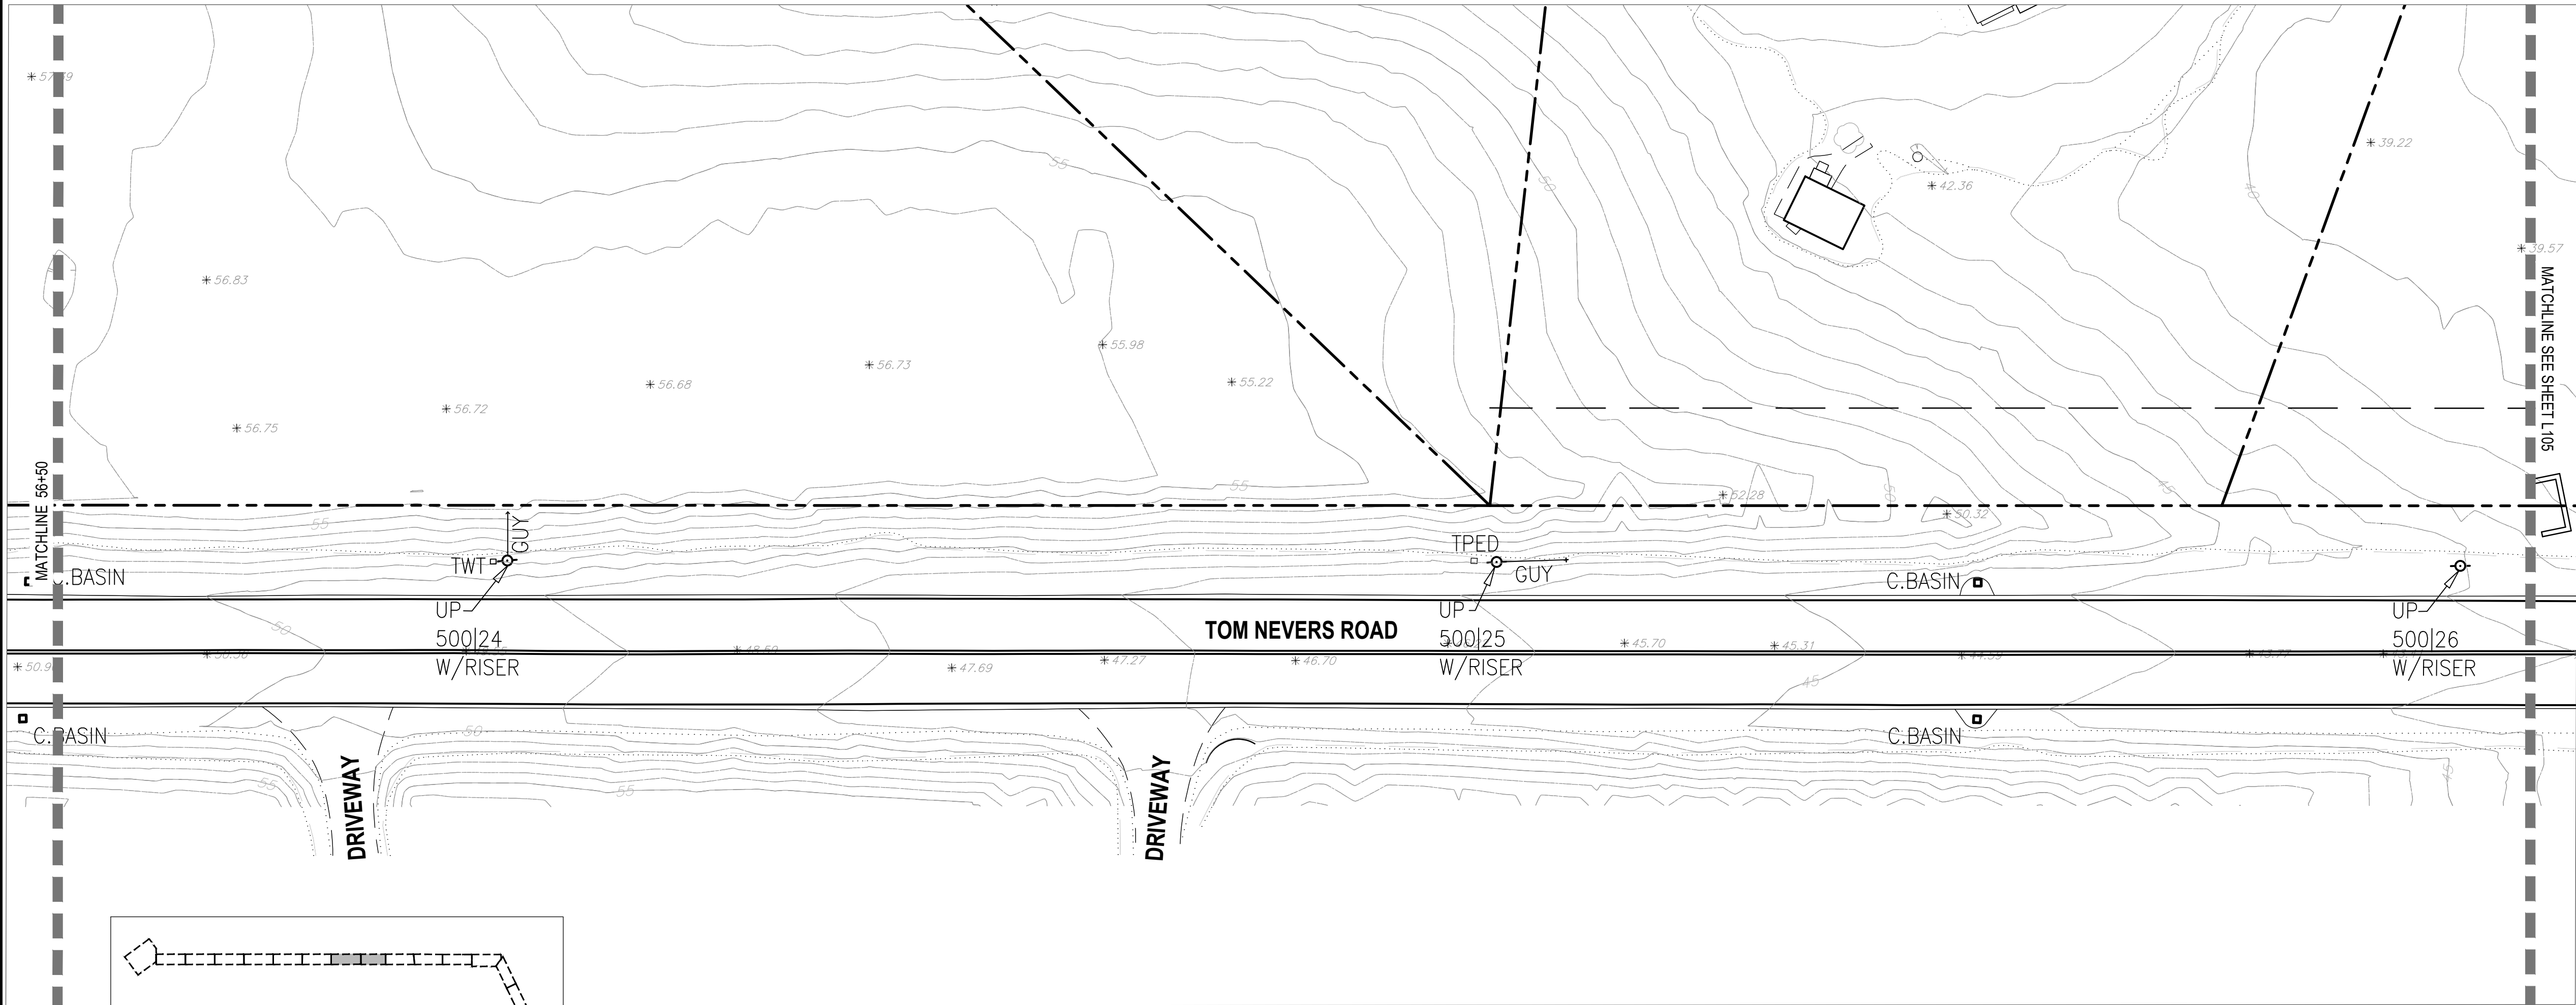 55
50
39.22
42.36
40
39.57
MATCHLINE SEE SHEET L105
56.83
55.98
56.73
55.22
56.68
56.72
56.75
MATCHLINE 56+50
55
55
52.28
50
50.32
45
GUY
TWT
TPED
GUY
C.BASIN
C.BASIN
UP
500|24
W/RISER
50
TOM NEVERS ROAD
UP
500|25
W/RISER
UP
500|26
W/RISER
47.69
47.27
46.70
45.70
45.31
45
C.BASIN
50
C.BASIN
55
55
45
DRIVEWAY
DRIVEWAY